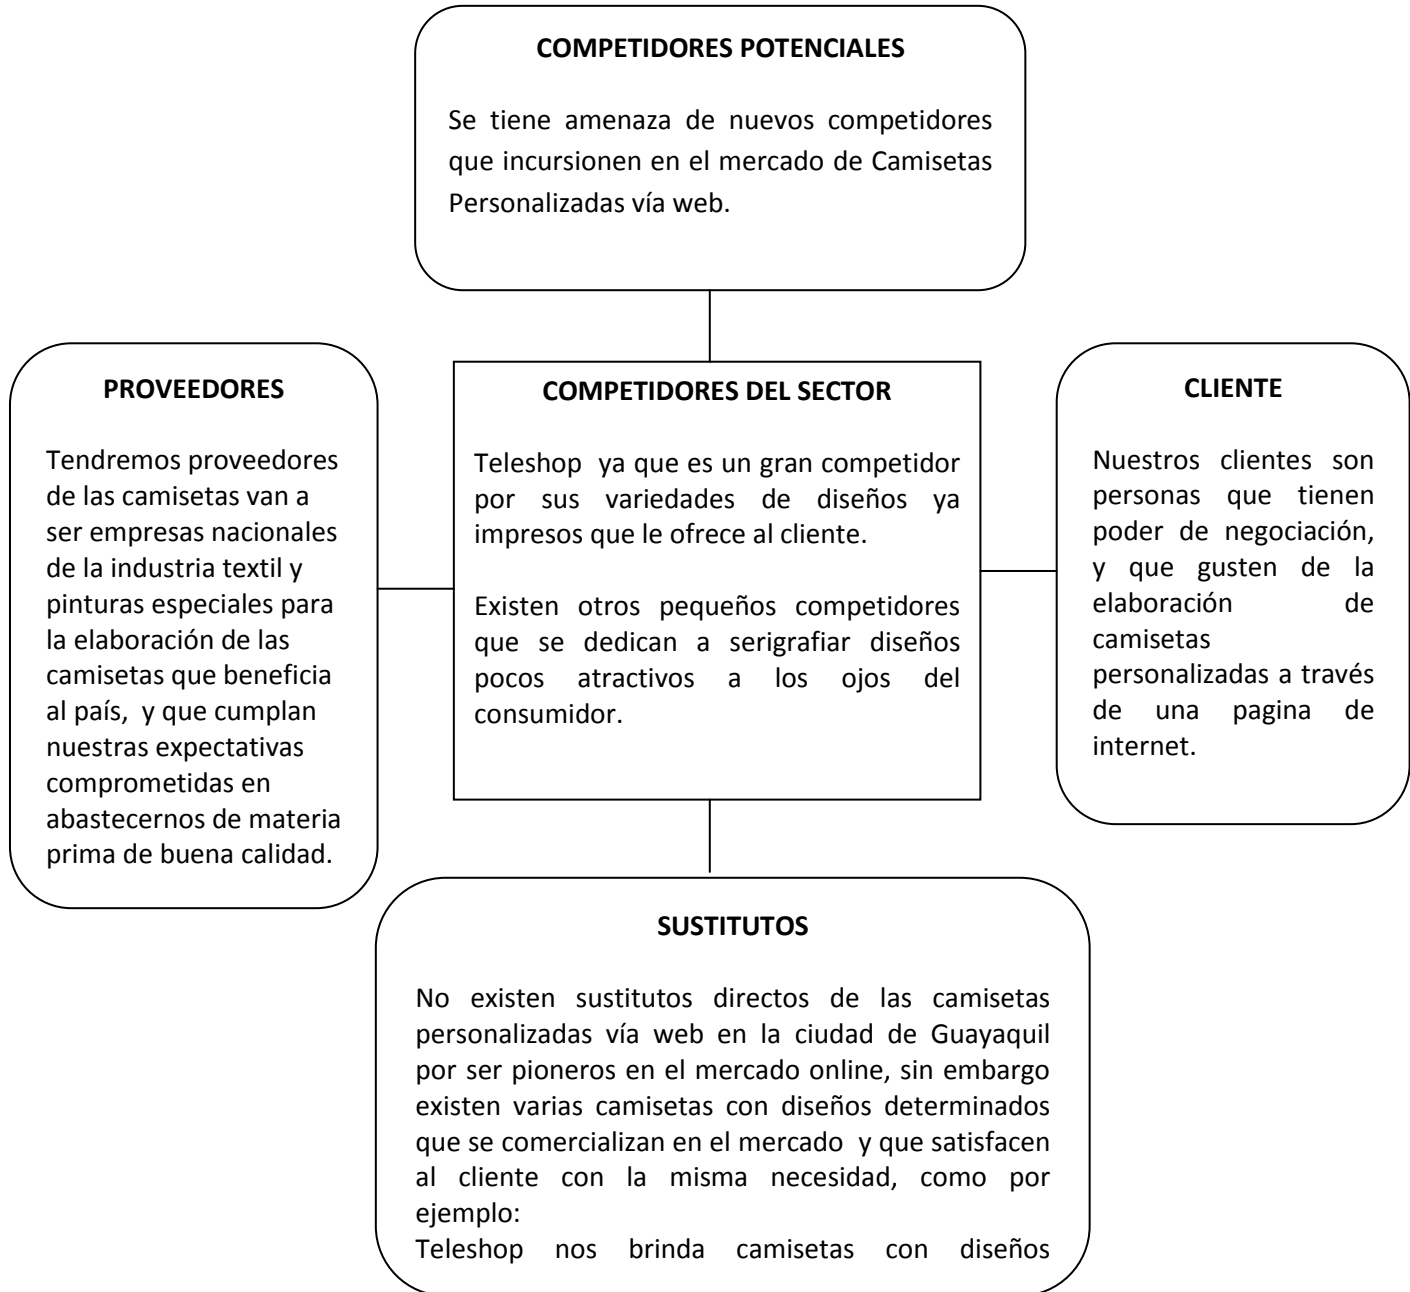 COMPETIDORES POTENCIALES
Se tiene amenaza de nuevos competidores
que incursionen en el mercado de Camisetas
Personalizadas vía web.
PROVEEDORES
Tendremos proveedores
de las camisetas van a
ser empresas nacionales
de la industria textil y
pinturas especiales para
la elaboración de las
camisetas que beneficia
al país, y que cumplan
nuestras expectativas
comprometidas en
abastecernos de materia
prima de buena calidad.
COMPETIDORES DEL SECTOR
Teleshop ya que es un gran competidor
por sus variedades de diseños ya
impresos que le ofrece al cliente.
Existen otros pequeños competidores
que se dedican a serigrafiar diseños
pocos atractivos a los ojos del
consumidor.
CLIENTE
Nuestros clientes son
personas que tienen
poder de negociación,
y que gusten de la
elaboración de
camisetas
personalizadas a través
de una pagina de
internet.
SUSTITUTOS
No existen sustitutos directos de las camisetas
personalizadas vía web en la ciudad de Guayaquil
por ser pioneros en el mercado online, sin embargo
existen varias camisetas con diseños determinados
que se comercializan en el mercado y que satisfacen
al cliente con la misma necesidad, como por
ejemplo:
Teleshop nos brinda camisetas con diseños